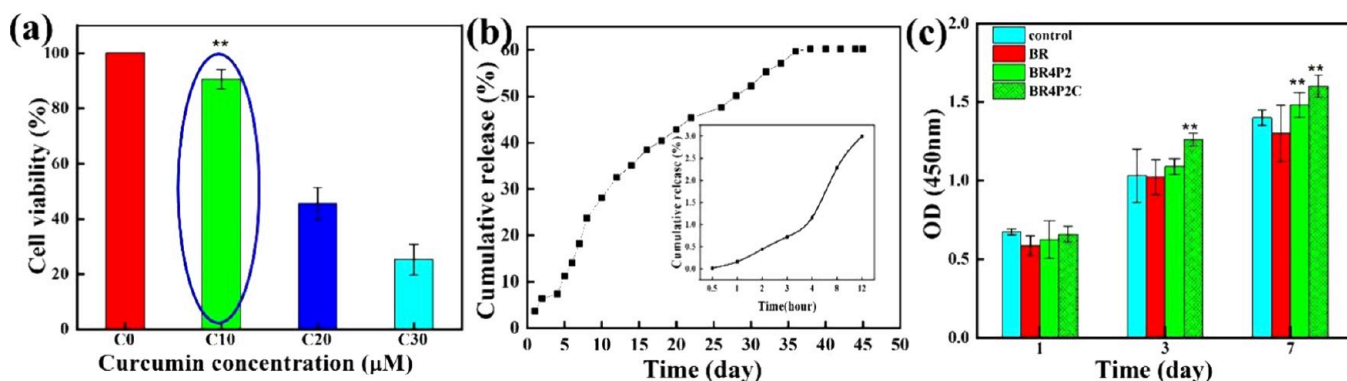 (a)
Cell viability (%)
100
80
60
40
20
0
**
C0 C10 C20 C30
Curcumin concentration (μM)
(b)
Cumulative release (%)
70
60
50
40
30
20
10
0
Cumulative release (%)
3.0
2.5
2.0
1.5
1.0
0.5
0.0
0.5 1 2 3 4 8 12
Time(hour)
0 5 10 15 20 25 30 35 40 45 50
Time (day)
(c)
OD (450nm)
2.0
1.5
1.0
0.5
0.0
control
BR
BR4P2
BR4P2C
**
** **
1 3 7
Time (day)